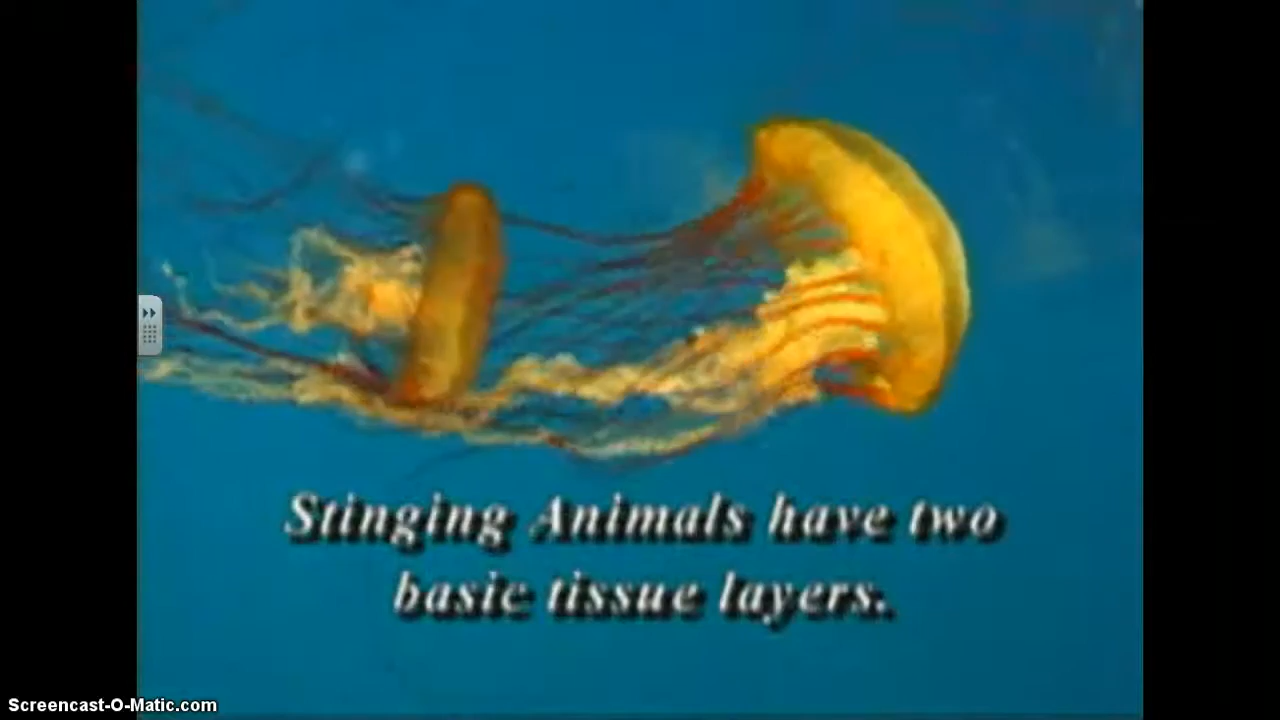 Stinging Animals have two
basic tissue layers.
Screencast-O-Matic.com